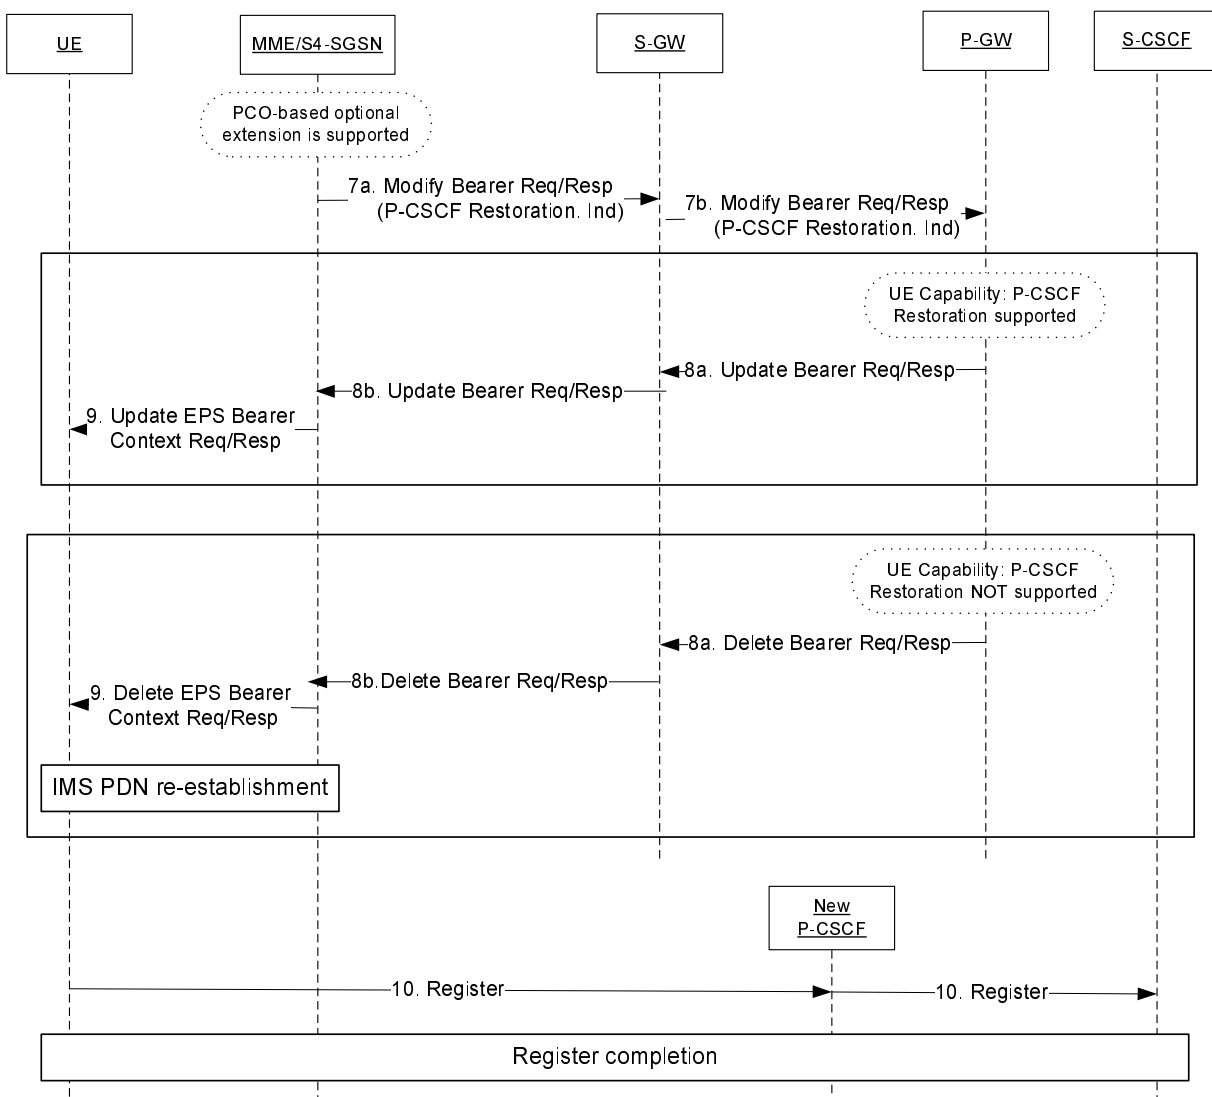 UE
MME/S4-SGSN
S-GW
P-GW
S-CSCF
PCO-based optional
extension is supported
7a. Modify Bearer Req/Resp
(P-CSCF Restoration. Ind)
7b. Modify Bearer Req/Resp
(P-CSCF Restoration. Ind)
UE Capability: P-CSCF
Restoration supported
8a. Update Bearer Req/Resp
8b. Update Bearer Req/Resp
9. Update EPS Bearer
Context Req/Resp
UE Capability: P-CSCF
Restoration NOT supported
8a. Delete Bearer Req/Resp
8b.Delete Bearer Req/Resp
9. Delete EPS Bearer
Context Req/Resp
IMS PDN re-establishment
New
P-CSCF
10. Register
10. Register
Register completion